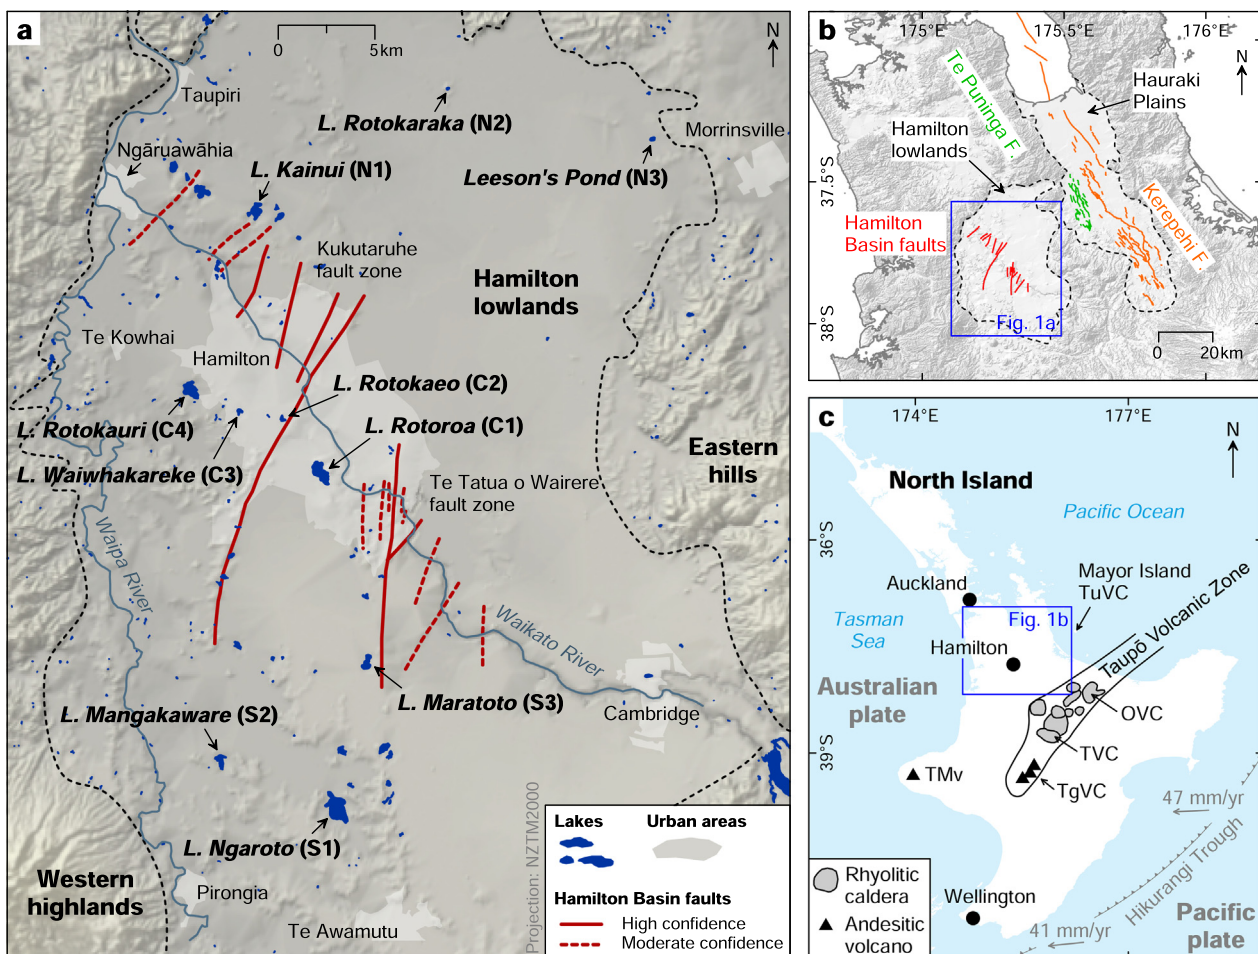 a
0 5 km
N
Taupiri
L. Rotokaraka (N2)
Morrinsville
Ngāruawāhia
L. Kainui (N1)
Leeson's Pond (N3)
Kukutaruhe
fault zone
Hamilton
lowlands
Te Kowhai
Hamilton
L. Rotokaeo (C2)
L. Rotokauri (C4)
L. Rotoroa (C1)
Eastern
hills
L. Waiwhakareke (C3)
Te Tatua o Wairere
fault zone
Waipa River
Waikato River
L. Maratoto (S3)
L. Mangakaware (S2)
Cambridge
L. Ngaroto (S1)
Western
highlands
Pirongia
Te Awamutu
Projection: NZTM2000
Lakes
Urban areas
Hamilton Basin faults
High confidence
Moderate confidence
b
175°E
175.5°E
176°E
N
Te Puninga F.
Hauraki
Plains
Hamilton
lowlands
37.5°S
Hamilton
Basin faults
Kerepehi F.
Fig. 1a
38°S
0 20 km
c
174°E
177°E
N
North Island
Pacific Ocean
36°S
Auckland
Mayor Island
TuVC
Tasman
Sea
Fig. 1b
Hamilton
Taupō Volcanic Zone
Australian
plate
OVC
TVC
39°S
TMv
TgVC
47 mm/yr
Hikurangi Trough
Rhyolitic
caldera
Andesitic
volcano
Wellington
41 mm/yr
Pacific
plate